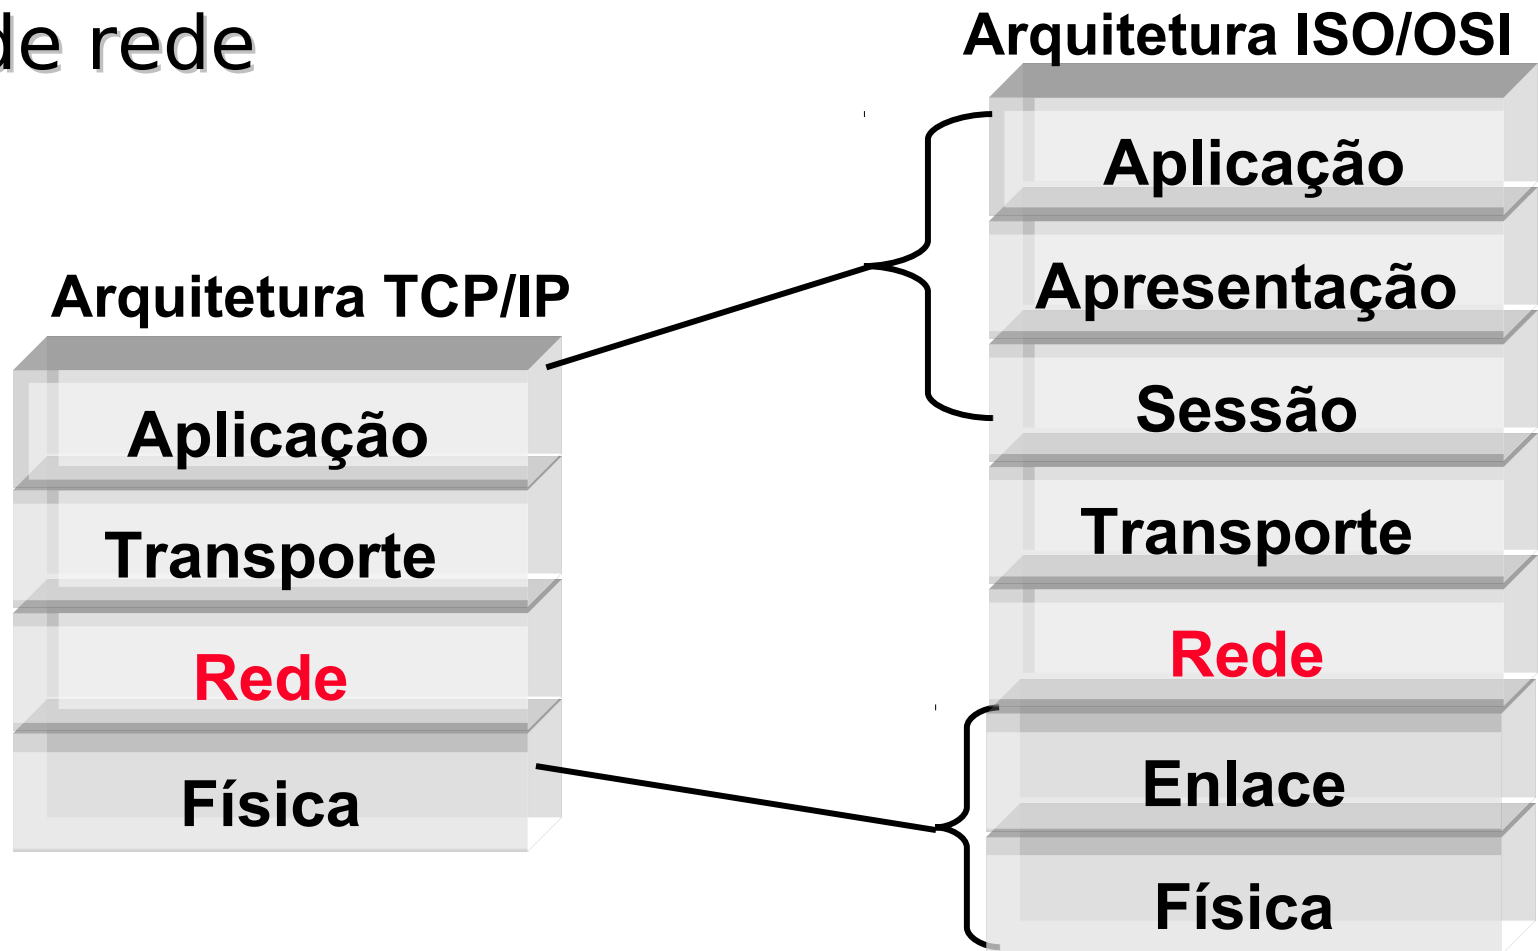 de rede
Arquitetura ISO/OSI
Aplicação
Apresentação
Sessão
Transporte
Rede
Enlace
Física
Arquitetura TCP/IP
Aplicação
Transporte
Rede
Física